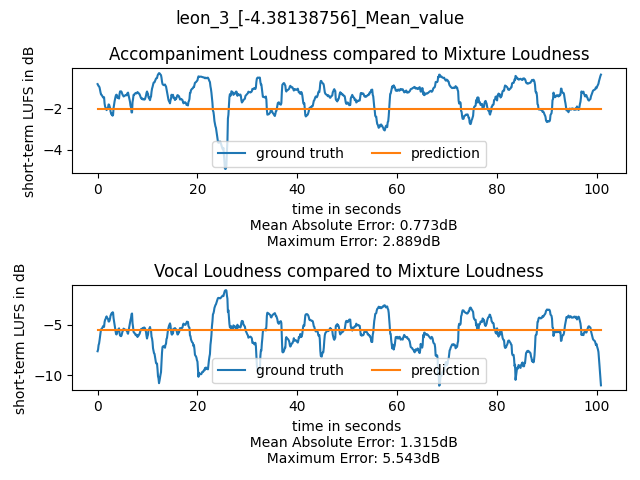 leon_3_[-4.38138756]_Mean_value
Accompaniment Loudness compared to Mixture Loudness
short-term LUFS in dB
−2
−4
ground truth
prediction
0 20 40 60 80 100
time in seconds
Mean Absolute Error: 0.773dB
Maximum Error: 2.889dB
Vocal Loudness compared to Mixture Loudness
short-term LUFS in dB
−5
−10
ground truth
prediction
0 20 40 60 80 100
time in seconds
Mean Absolute Error: 1.315dB
Maximum Error: 5.543dB